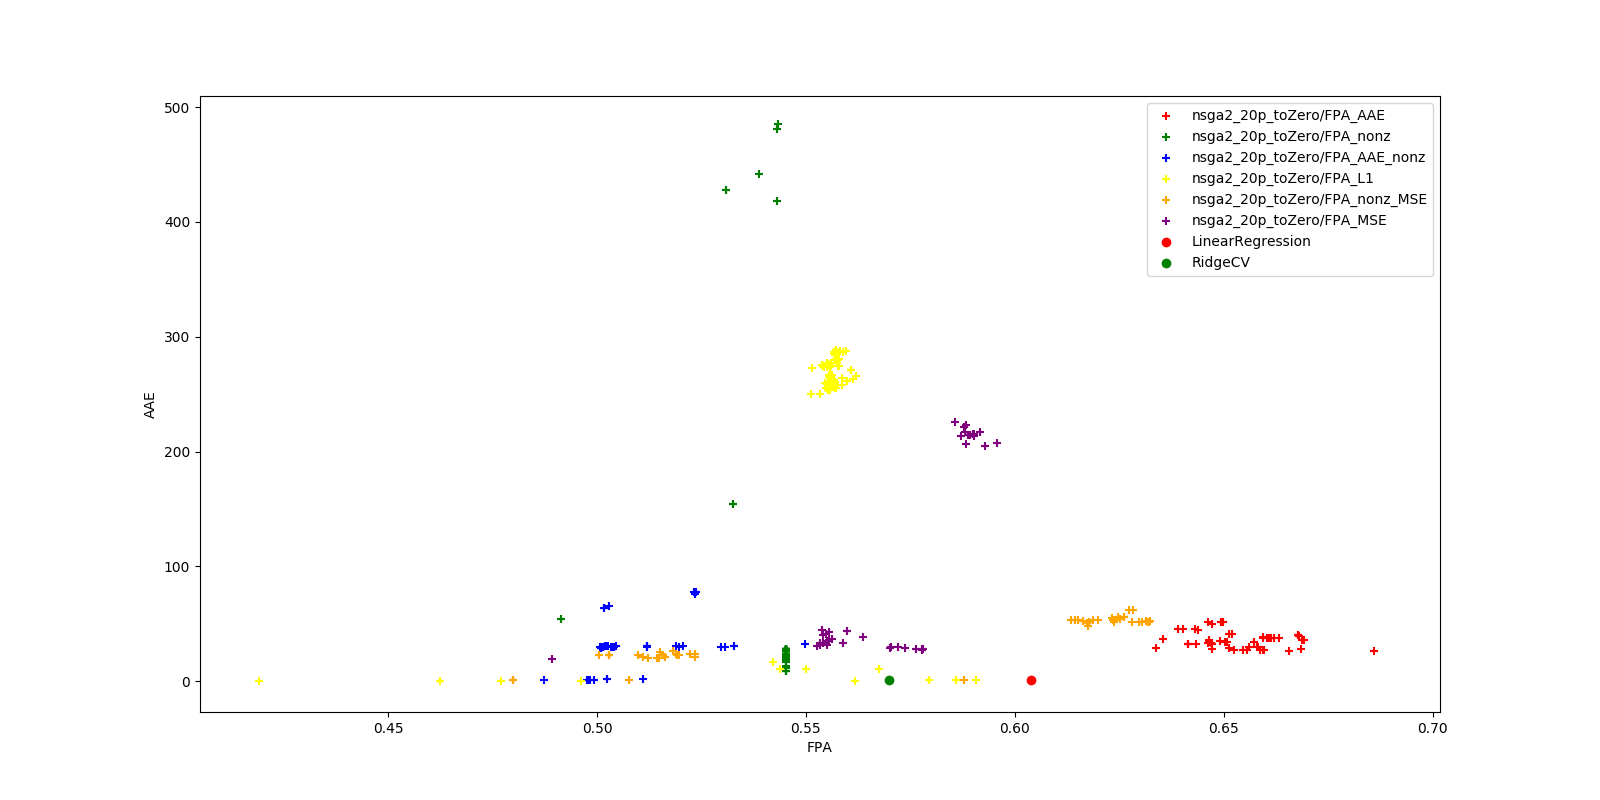 500
400
300
200
100
0
AAE
0.45
0.50
0.55
0.60
0.65
0.70
FPA
nsga2_20p_toZero/FPA_AAE
nsga2_20p_toZero/FPA_nonz
nsga2_20p_toZero/FPA_AAE_nonz
nsga2_20p_toZero/FPA_L1
nsga2_20p_toZero/FPA_nonz_MSE
nsga2_20p_toZero/FPA_MSE
LinearRegression
RidgeCV